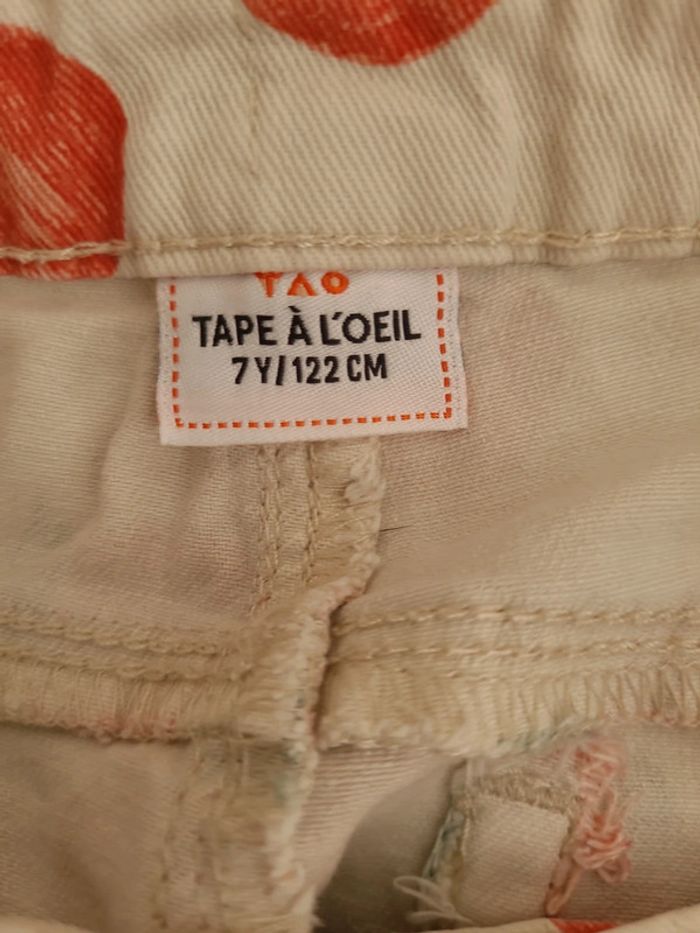 TAO
TAPE À L'OEIL
7 Y/122 CM